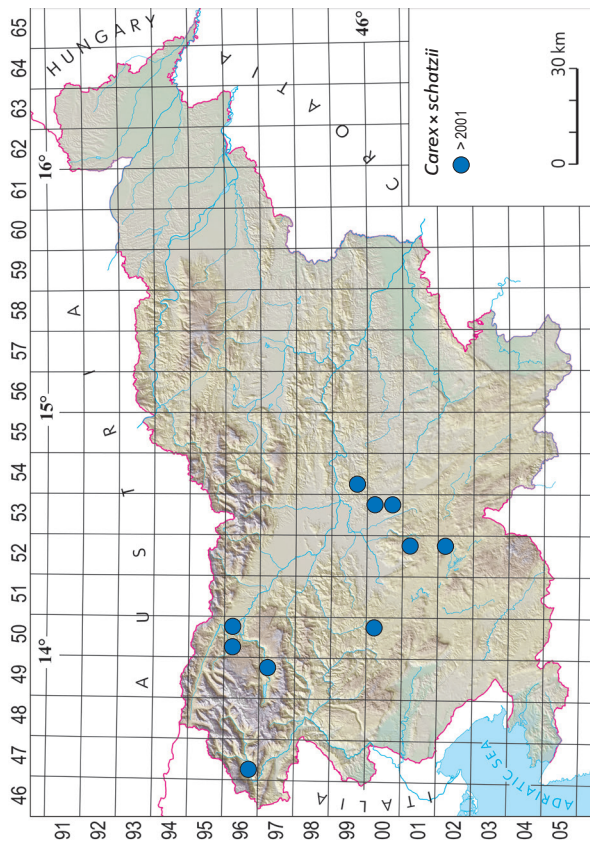 46 47 48 49 50 51 52 53 54 55 56 57 58 59 60 61 62 63 64 65
14° 15° 16°
HUNGARY
AUSTRIA
91
92
93
94
95
96
97
98
99
00
01
02
03
04
05
46°
CROATIA
ITALIA
ADRIATIC SEA
Carex × schatzii
> 2001
0 30 km